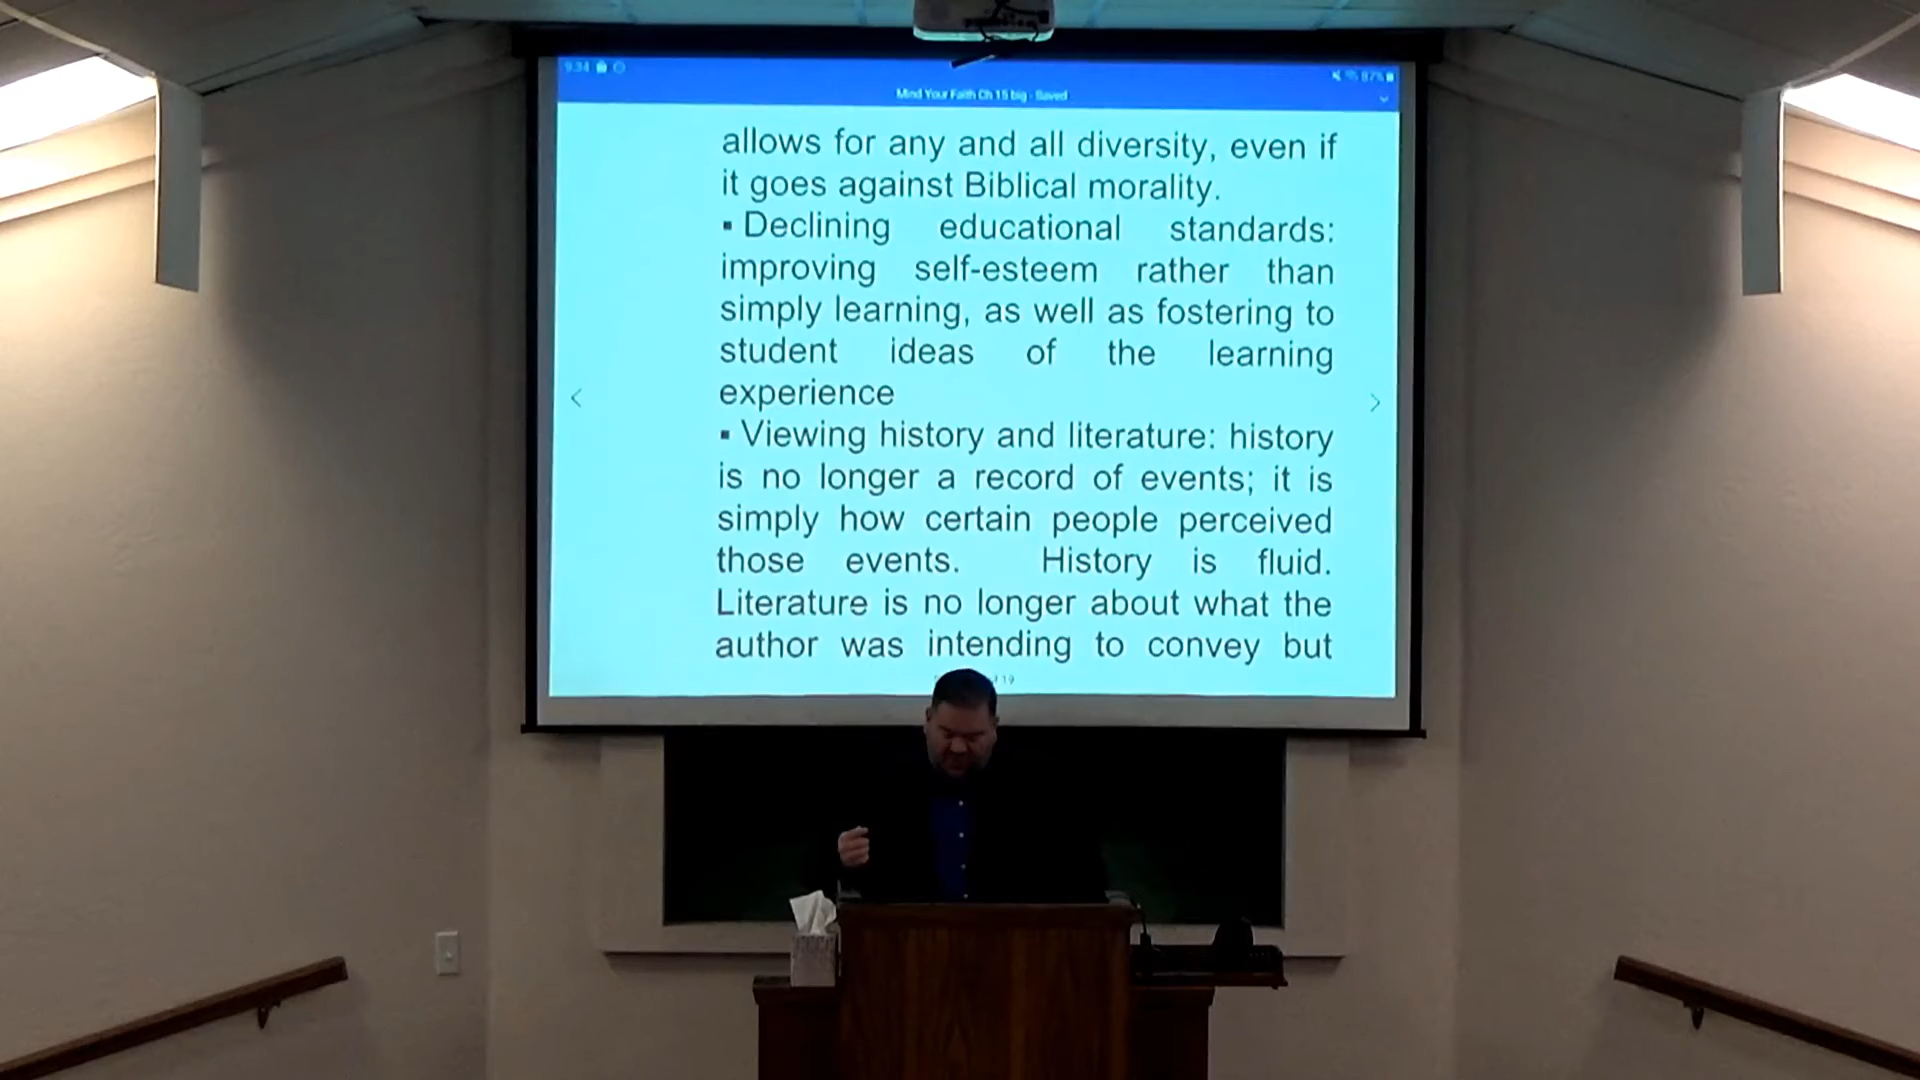 9:34
87%
Mind Your Faith Ch 15 big - Saved
allows for any and all diversity, even if
it goes against Biblical morality.
▪ Declining educational standards:
improving self-esteem rather than
simply learning, as well as fostering to
student ideas of the learning
experience
▪ Viewing history and literature: history
is no longer a record of events; it is
simply how certain people perceived
those events. History is fluid.
Literature is no longer about what the
author was intending to convey but
19